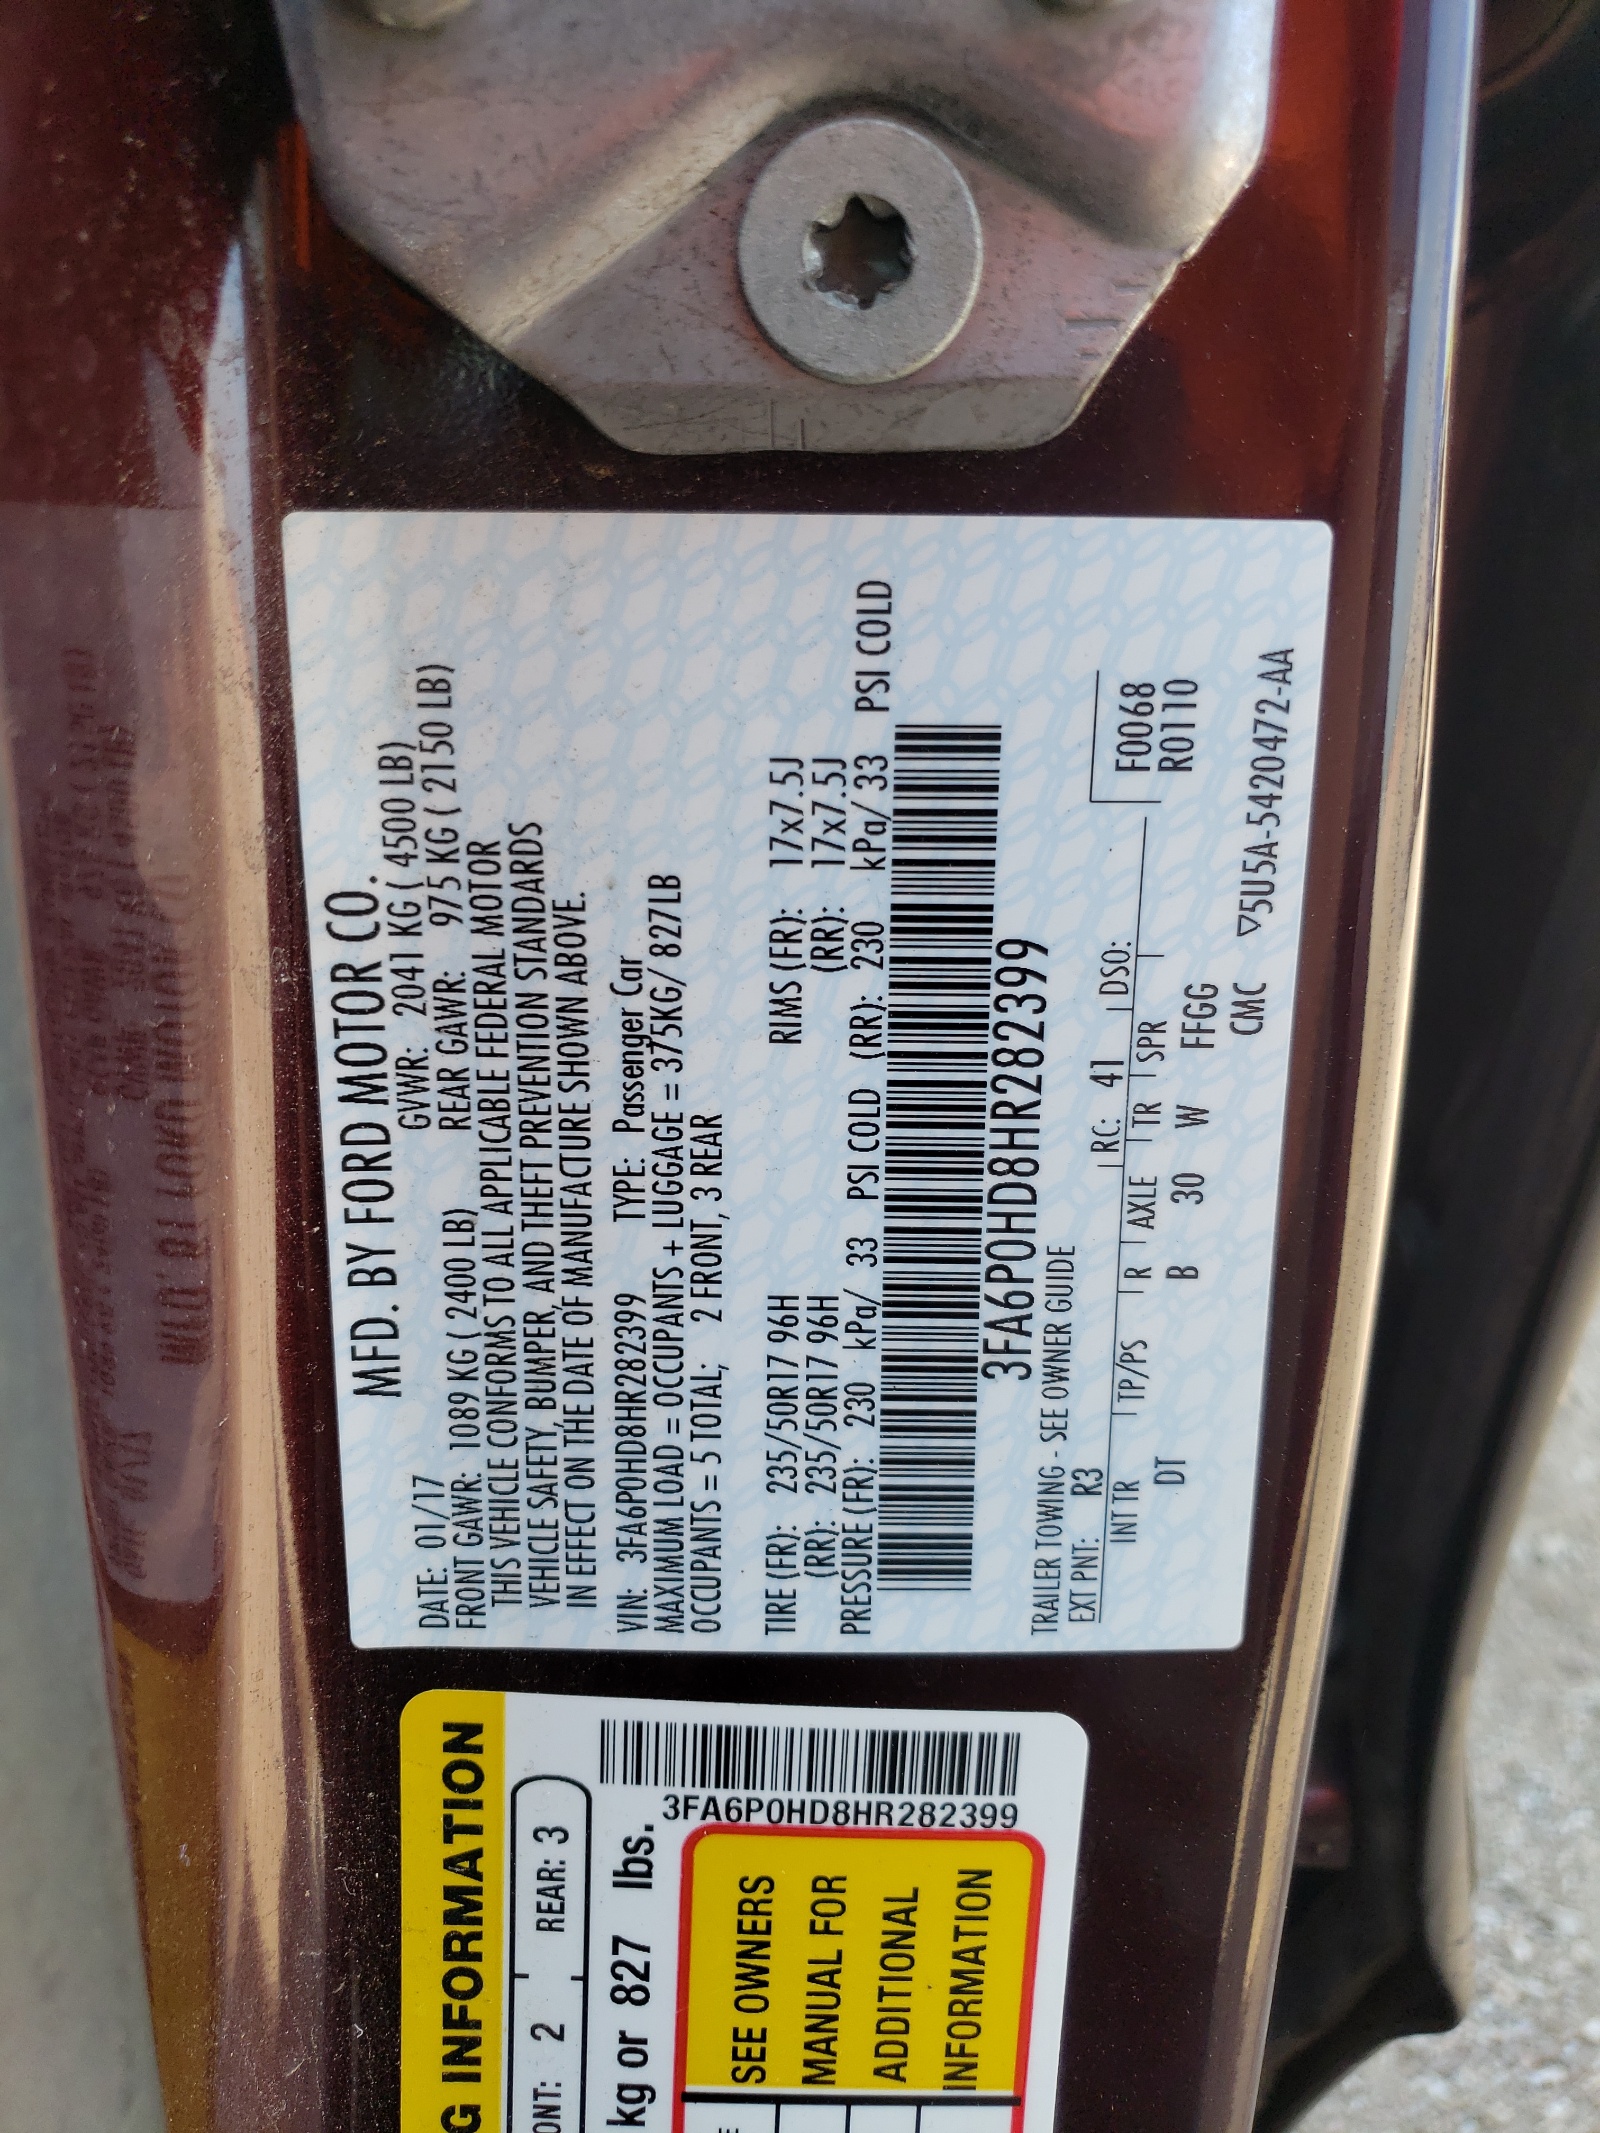 MFD. BY FORD MOTOR CO.
DATE: 01/17 GVWR: 2041 KG ( 4500 LB)
FRONT GAWR: 1089 KG ( 2400 LB) REAR GAWR: 975 KG ( 2150 LB)
THIS VEHICLE CONFORMS TO ALL APPLICABLE FEDERAL MOTOR
VEHICLE SAFETY, BUMPER, AND THEFT PREVENTION STANDARDS
IN EFFECT ON THE DATE OF MANUFACTURE SHOWN ABOVE.
VIN: 3FA6P0HD8HR282399 TYPE: Passenger Car
MAXIMUM LOAD = OCCUPANTS + LUGGAGE = 375KG/ 827LB
OCCUPANTS = 5 TOTAL; 2 FRONT, 3 REAR
TIRE (FR): 235/50R17 96H RIMS (FR): 17x7.5J
(RR): 235/50R17 96H (RR): 17x7.5J
PRESSURE (FR): 230 kPa/ 33 PSI COLD (RR): 230 kPa/ 33 PSI COLD
3FA6P0HD8HR282399
TRAILER TOWING - SEE OWNER GUIDE
EXT PNT: R3 RC: 41 DSO:
F0068
INT TR TP/PS R AXLE TR SPR
R0110
DT B 30 W FFGG
CMC ▽5U5A-5420472-AA
G INFORMATION
ONT: 2 REAR: 3
kg or 827 lbs.
3FA6P0HD8HR282399
SEE OWNERS
MANUAL FOR
ADDITIONAL
INFORMATION